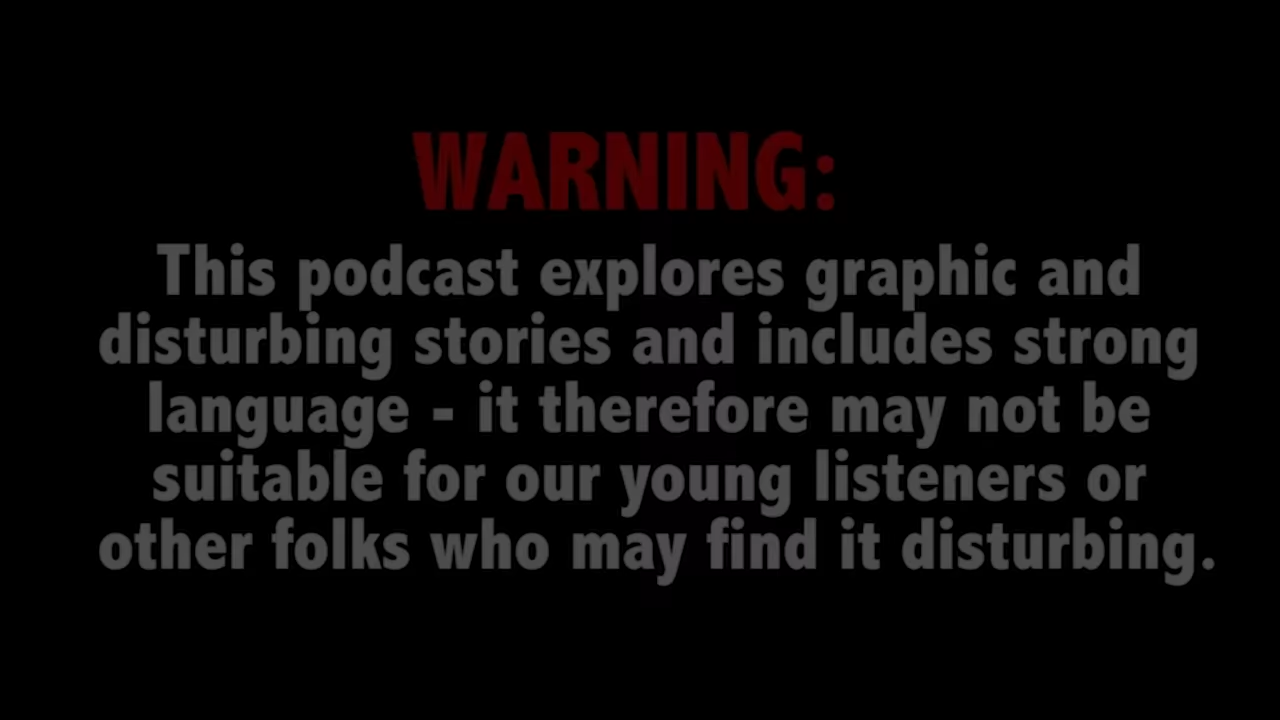 WARNING:
This podcast explores graphic and
disturbing stories and includes strong
language - it therefore may not be
suitable for our young listeners or
other folks who may find it disturbing.